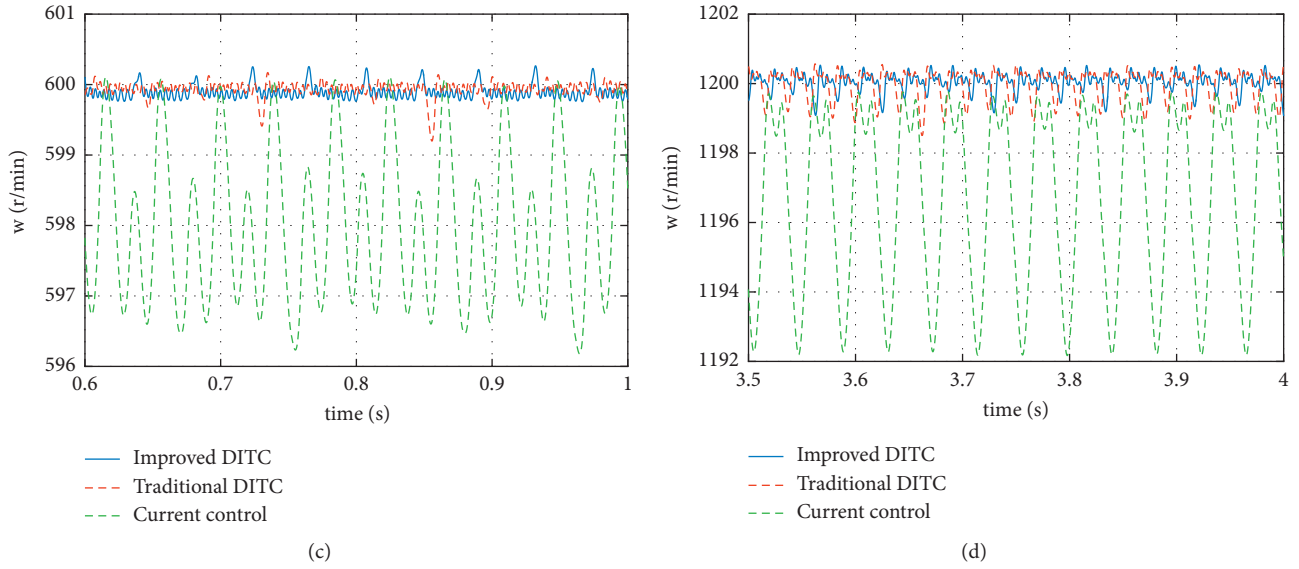 601
600
599
598
597
596
w (r/min)
0.6
0.7
0.8
0.9
1
time (s)
Improved DITC
Traditional DITC
Current control
(c)
1202
1200
1198
1196
1194
1192
w (r/min)
3.5
3.6
3.7
3.8
3.9
4
time (s)
Improved DITC
Traditional DITC
Current control
(d)